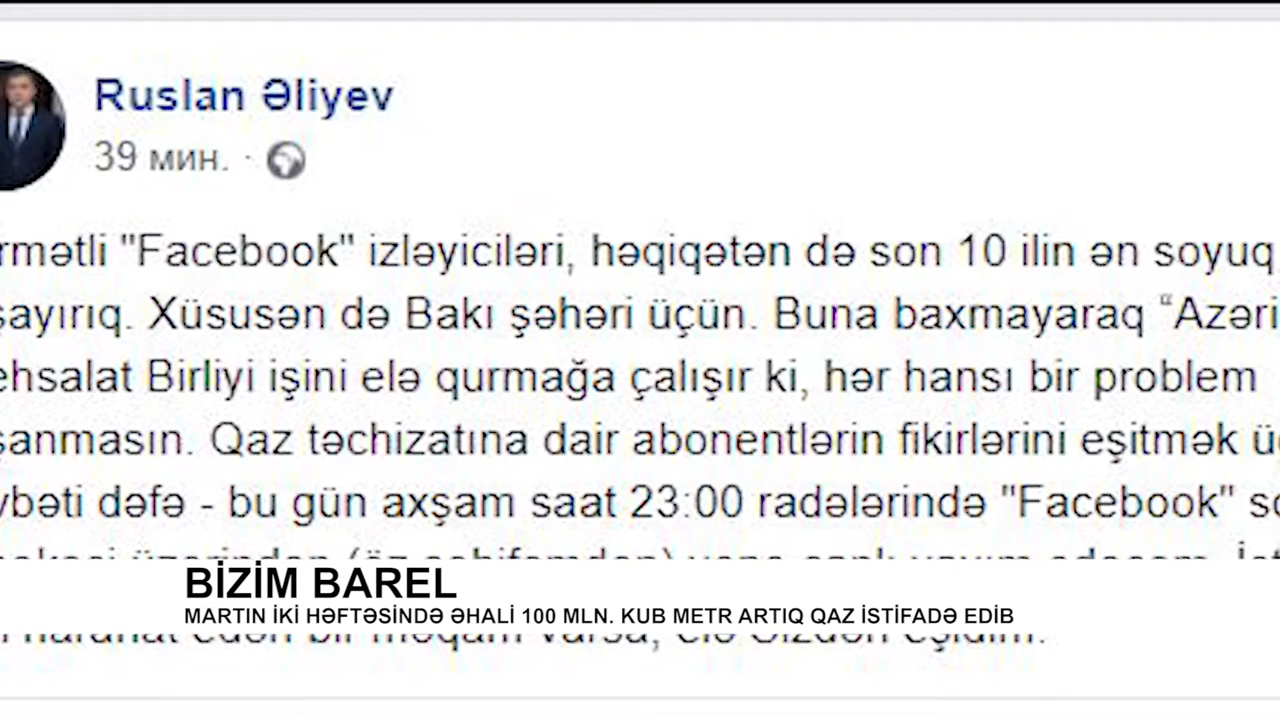 Ruslan Əliyev
39 мин.
rmətli "Facebook" izləyiciləri, həqiqətən də son 10 ilin ən soyuq
şayırıq. Xüsusən də Bakı şəhəri üçün. Buna baxmayaraq “Azəri
ehsalat Birliyi işini elə qurmağa çalışır ki, hər hansı bir problem
şanmasın. Qaz təchizatına dair abonentlərin fikirlərini eşitmək ü
vbəti dəfə - bu gün axşam saat 23:00 radələrində "Facebook" so
BİZİM BAREL
MARTIN İKİ HƏFTƏSİNDƏ ƏHALİ 100 MLN. KUB METR ARTIQ QAZ İSTİFADƏ EDİB